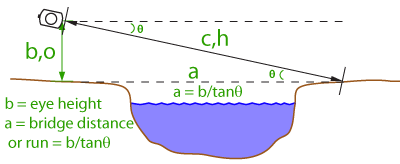 θ
b,o
c,h
a
θ
a = b/tanθ
b = eye height
a = bridge distance
or run = b/tanθ